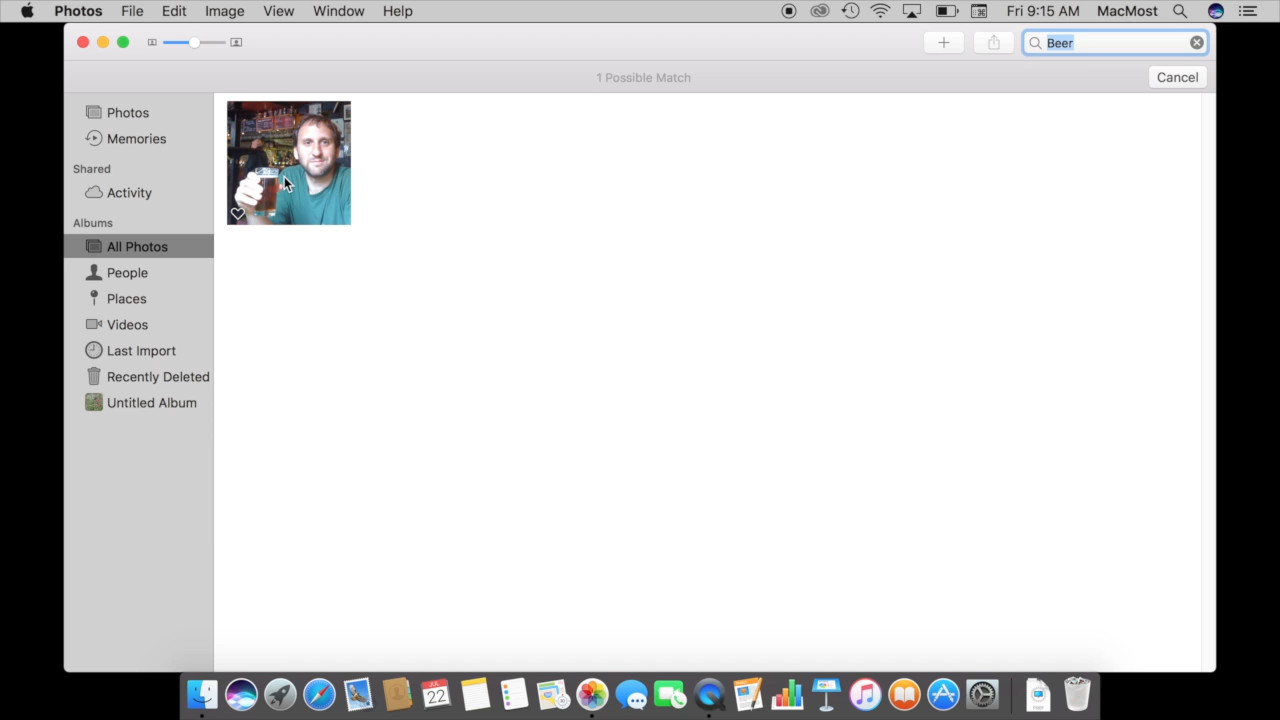 Photos File Edit Image View Window Help Fri 9:15 AM MacMost
Beer
1 Possible Match Cancel
Photos
Memories
Shared
Activity
Albums
All Photos
People
Places
Videos
Last Import
Recently Deleted
Untitled Album
JUL
22